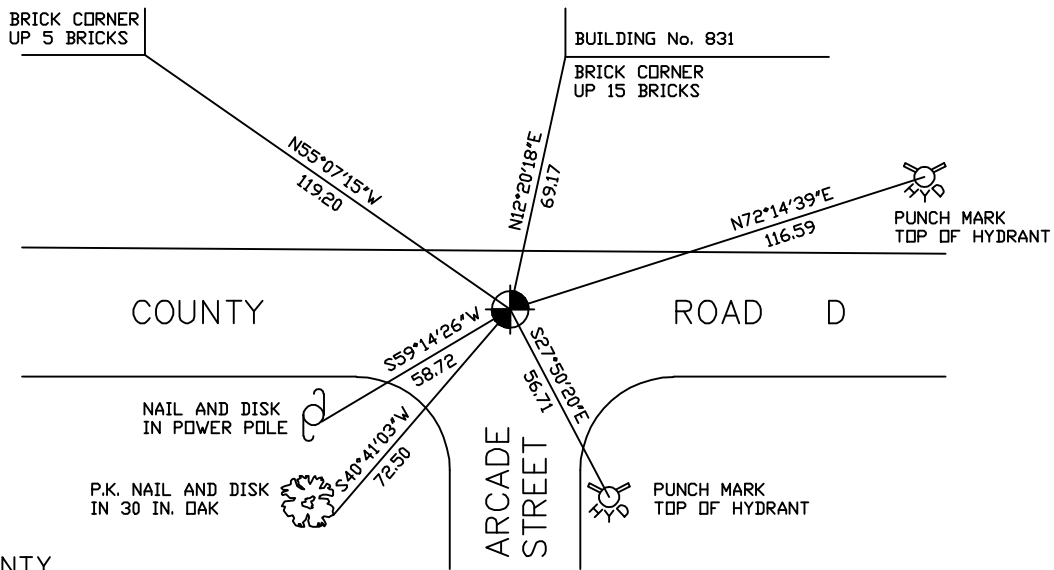 BRICK CORNER
UP 5 BRICKS
BUILDING No. 831
BRICK CORNER
UP 15 BRICKS
N55°07'15"W
119.20
N12°20'18"E
69.17
N72°14'39"E
116.59
HYD
PUNCH MARK
TOP OF HYDRANT
COUNTY
ROAD D
S59°14'26"W
58.72
S27°50'20"E
56.71
NAIL AND DISK
IN POWER POLE
S40°41'03"W
72.50
P.K. NAIL AND DISK
IN 30 IN. OAK
ARCADE
STREET
HYD
PUNCH MARK
TOP OF HYDRANT
NTY